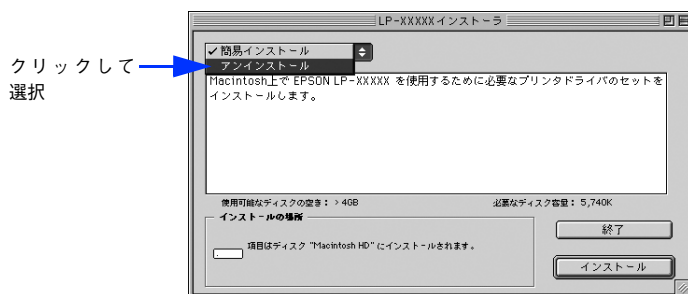 LP-XXXXXインストーラ
クリックして
選択
✓簡易インストール
アンインストール
Macintosh上で EPSON LP-XXXXX を使用するために必要なプリンタドライバのセットを
インストールします。
使用可能なディスクの空き：＞4GB
必要なディスク容量： 5,740K
インストールの場所
項目はディスク "Macintosh HD" にインストールされます。
終了
インストール